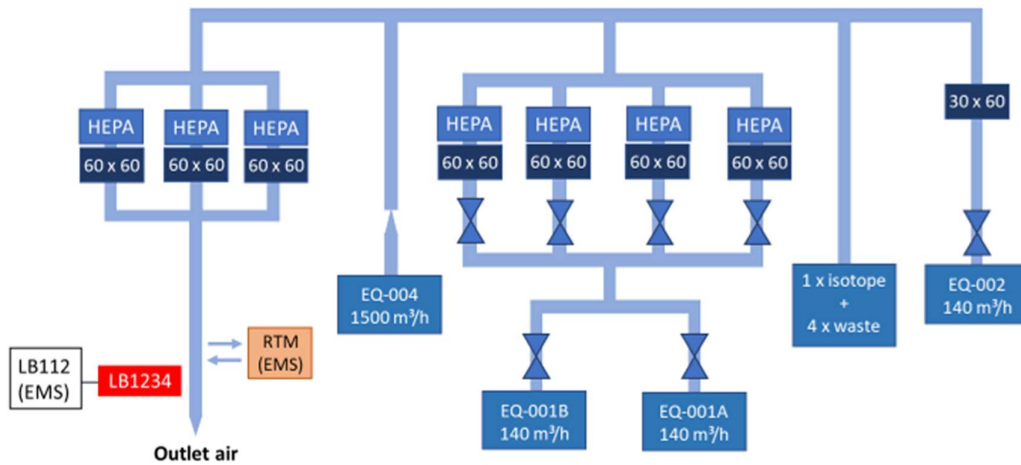 HEPA
60 x 60
HEPA
60 x 60
HEPA
60 x 60
HEPA
60 x 60
HEPA
60 x 60
HEPA
60 x 60
HEPA
60 x 60
30 x 60
EQ-004
1500 m³/h
1 x isotope
+
4 x waste
EQ-002
140 m³/h
RTM
(EMS)
LB112
(EMS)
LB1234
EQ-001B
140 m³/h
EQ-001A
140 m³/h
Outlet air